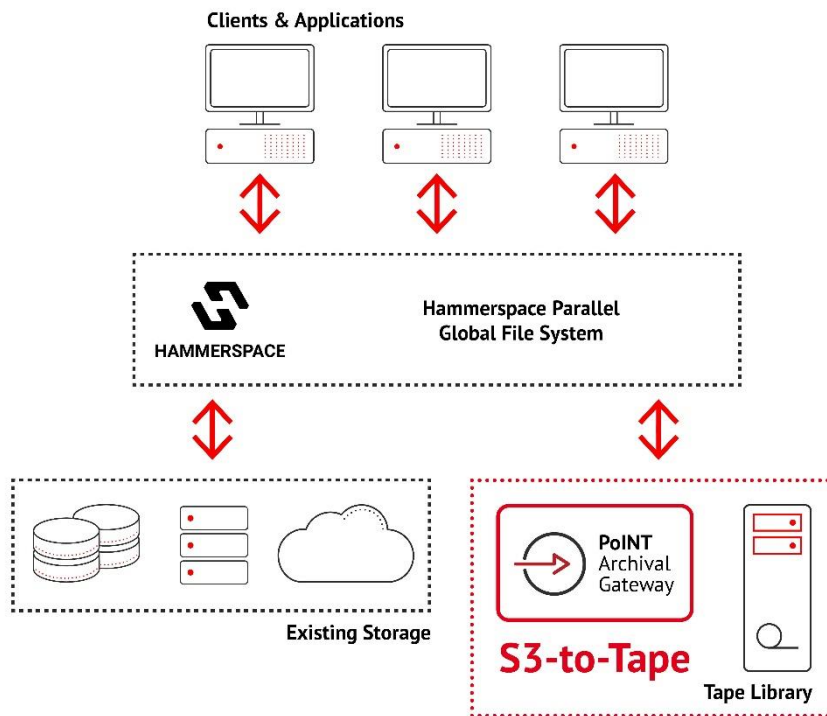 Clients & Applications
HAMMERSPACE
Hammerspace Parallel
Global File System
Existing Storage
PoINT
Archival
Gateway
S3-to-Tape
Tape Library